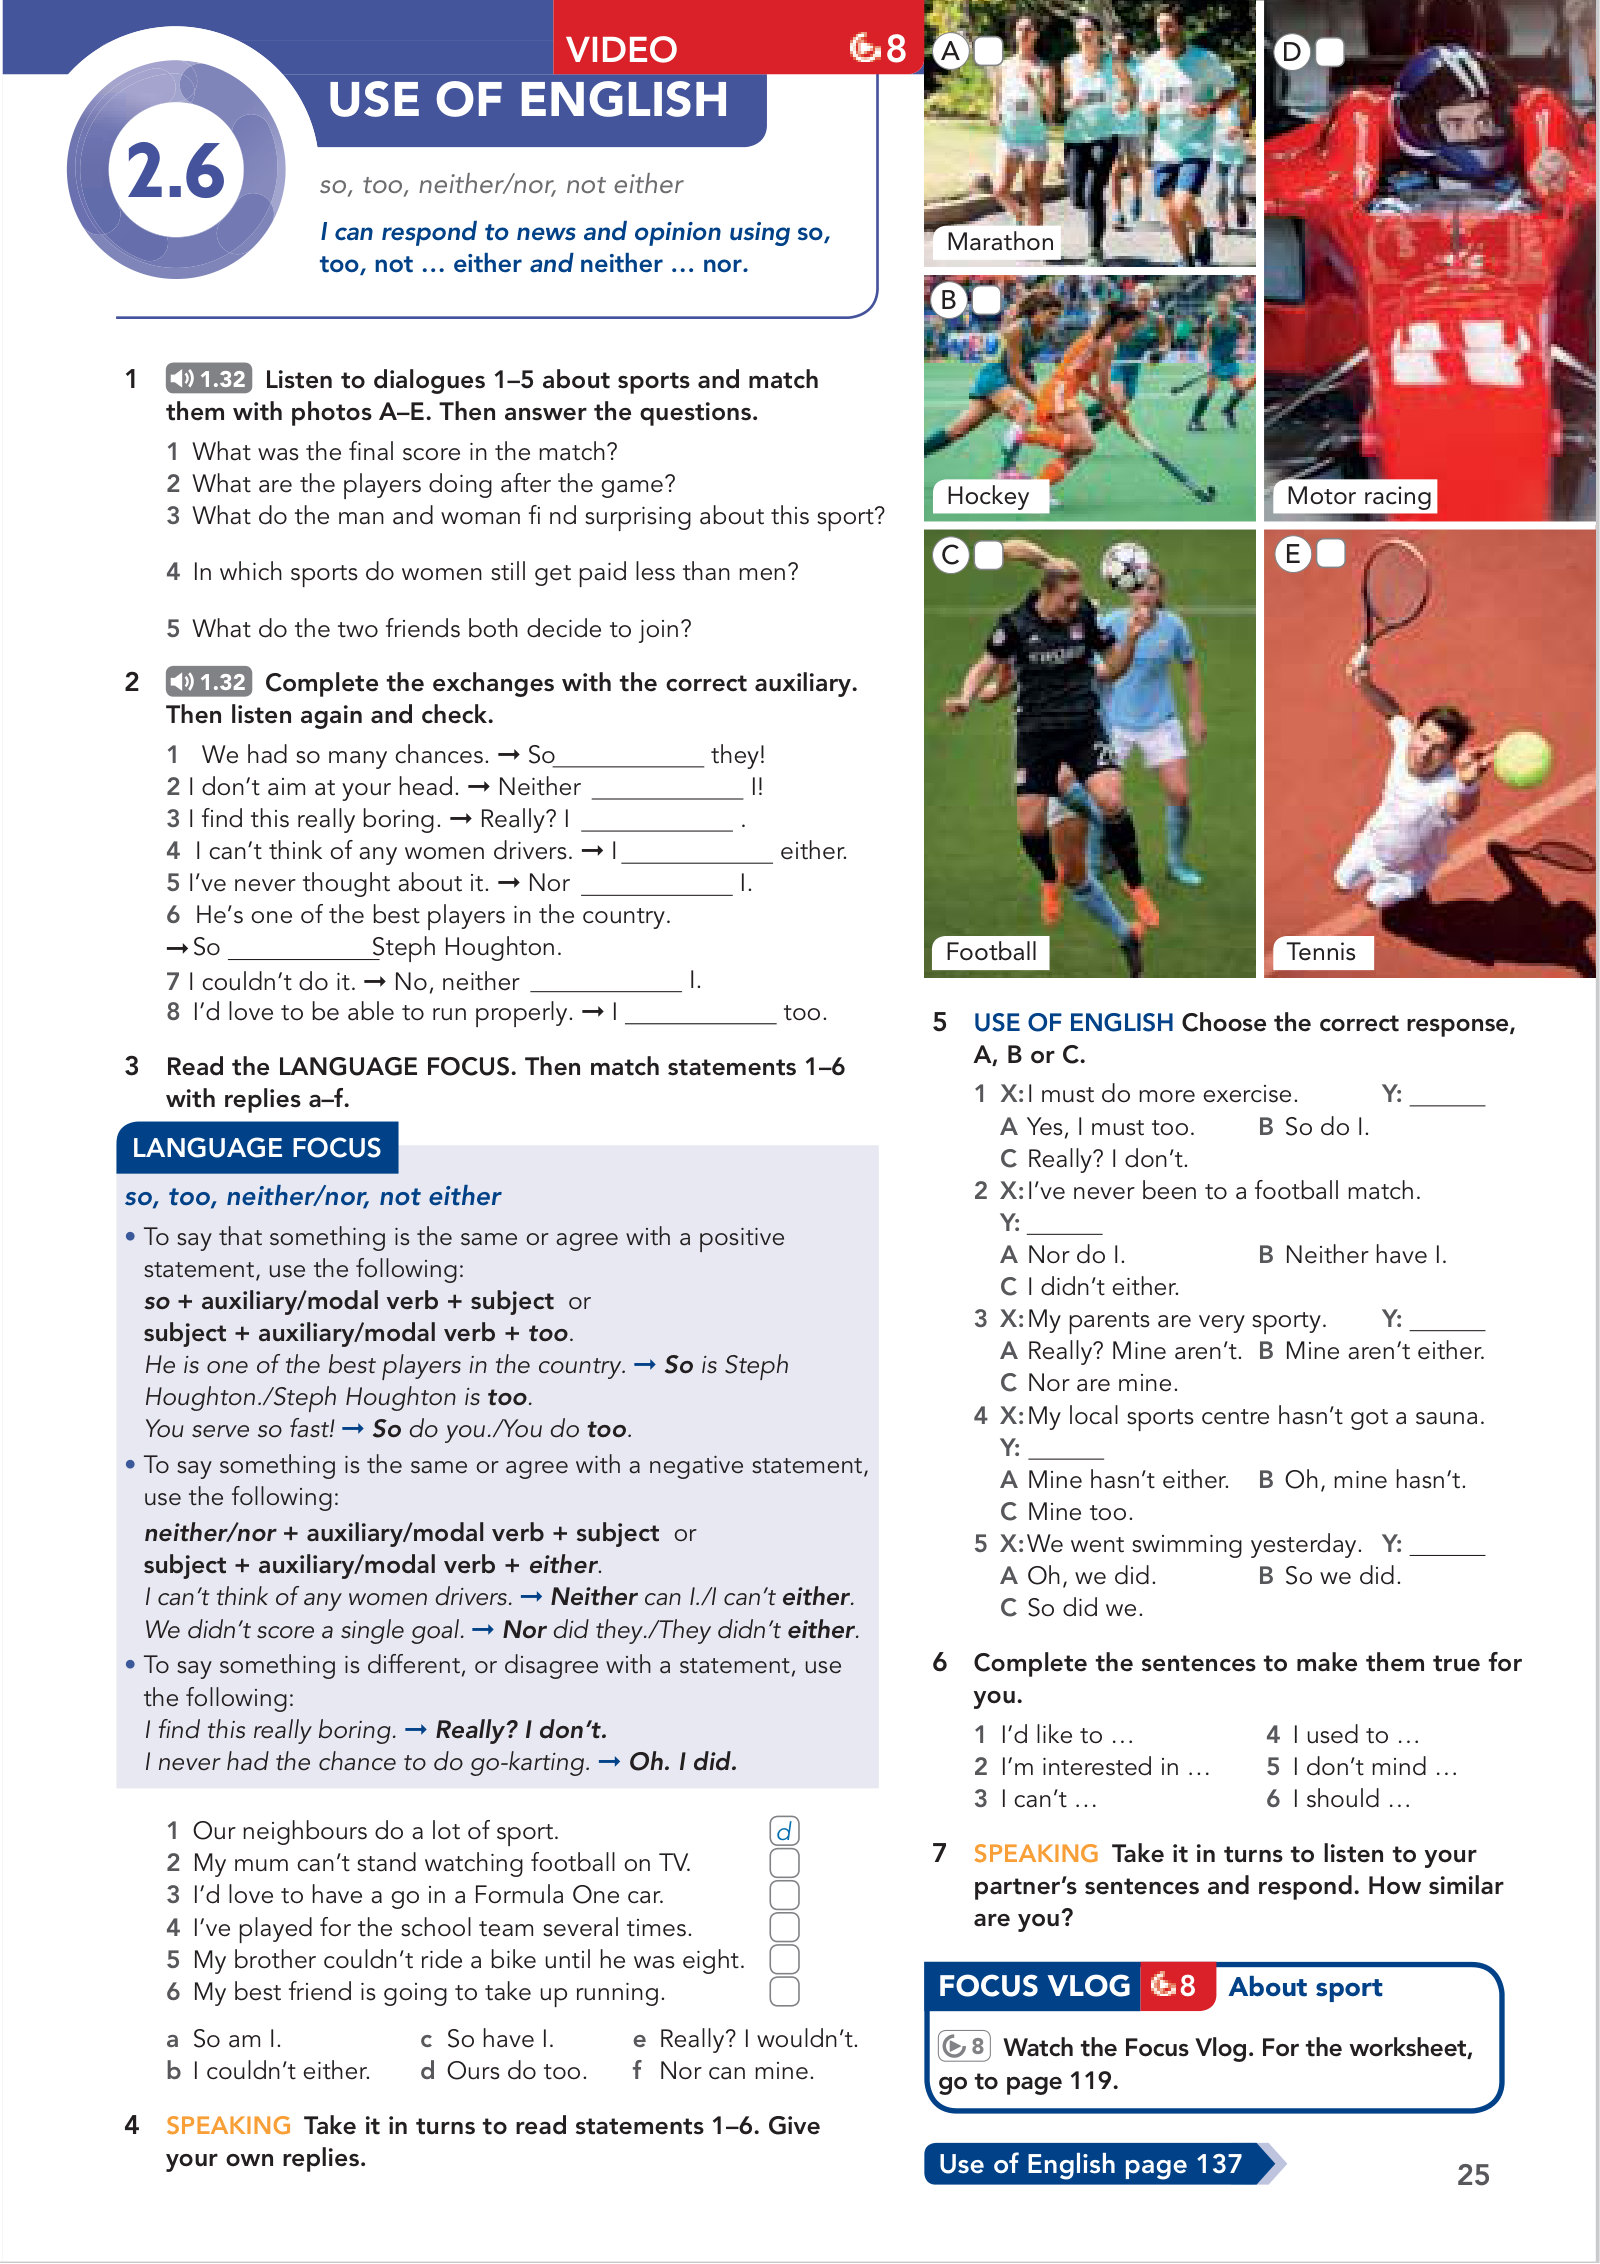 VIDEO 8
USE OF ENGLISH
2.6
so, too, neither/nor, not either
I can respond to news and opinion using so,
too, not … either and neither … nor.
1 1.32 Listen to dialogues 1–5 about sports and match
them with photos A–E. Then answer the questions.
1 What was the final score in the match?
2 What are the players doing after the game?
3 What do the man and woman fi nd surprising about this sport?
4 In which sports do women still get paid less than men?
5 What do the two friends both decide to join?
2 1.32 Complete the exchanges with the correct auxiliary.
Then listen again and check.
1 We had so many chances. → So___________ they!
2 I don't aim at your head. → Neither ___________ I!
3 I find this really boring. → Really? I ___________ .
4 I can't think of any women drivers. → I ___________ either.
5 I've never thought about it. → Nor ___________ I.
6 He's one of the best players in the country.
→ So ___________Steph Houghton.
7 I couldn't do it. → No, neither ___________ I.
8 I'd love to be able to run properly. → I ___________ too.
3 Read the LANGUAGE FOCUS. Then match statements 1–6
with replies a–f.
LANGUAGE FOCUS
so, too, neither/nor, not either
• To say that something is the same or agree with a positive
statement, use the following:
so + auxiliary/modal verb + subject or
subject + auxiliary/modal verb + too.
He is one of the best players in the country. → So is Steph
Houghton./Steph Houghton is too.
You serve so fast! → So do you./You do too.
• To say something is the same or agree with a negative statement,
use the following:
neither/nor + auxiliary/modal verb + subject or
subject + auxiliary/modal verb + either.
I can't think of any women drivers. → Neither can I./I can't either.
We didn't score a single goal. → Nor did they./They didn't either.
• To say something is different, or disagree with a statement, use
the following:
I find this really boring. → Really? I don't.
I never had the chance to do go-karting. → Oh. I did.
1 Our neighbours do a lot of sport. d
2 My mum can't stand watching football on TV.
3 I'd love to have a go in a Formula One car.
4 I've played for the school team several times.
5 My brother couldn't ride a bike until he was eight.
6 My best friend is going to take up running.
a So am I. c So have I. e Really? I wouldn't.
b I couldn't either. d Ours do too. f Nor can mine.
4 SPEAKING Take it in turns to read statements 1–6. Give
your own replies.
A
Marathon
B
Hockey
C
Football
D
Motor racing
E
Tennis
5 USE OF ENGLISH Choose the correct response,
A, B or C.
1 X: I must do more exercise. Y: ______
A Yes, I must too. B So do I.
C Really? I don't.
2 X: I've never been to a football match.
Y: ______
A Nor do I. B Neither have I.
C I didn't either.
3 X: My parents are very sporty. Y: ______
A Really? Mine aren't. B Mine aren't either.
C Nor are mine.
4 X: My local sports centre hasn't got a sauna.
Y: ______
A Mine hasn't either. B Oh, mine hasn't.
C Mine too.
5 X: We went swimming yesterday. Y: ______
A Oh, we did. B So we did.
C So did we.
6 Complete the sentences to make them true for
you.
1 I'd like to … 4 I used to …
2 I'm interested in … 5 I don't mind …
3 I can't … 6 I should …
7 SPEAKING Take it in turns to listen to your
partner's sentences and respond. How similar
are you?
FOCUS VLOG 8 About sport
8 Watch the Focus Vlog. For the worksheet,
go to page 119.
Use of English page 137
25